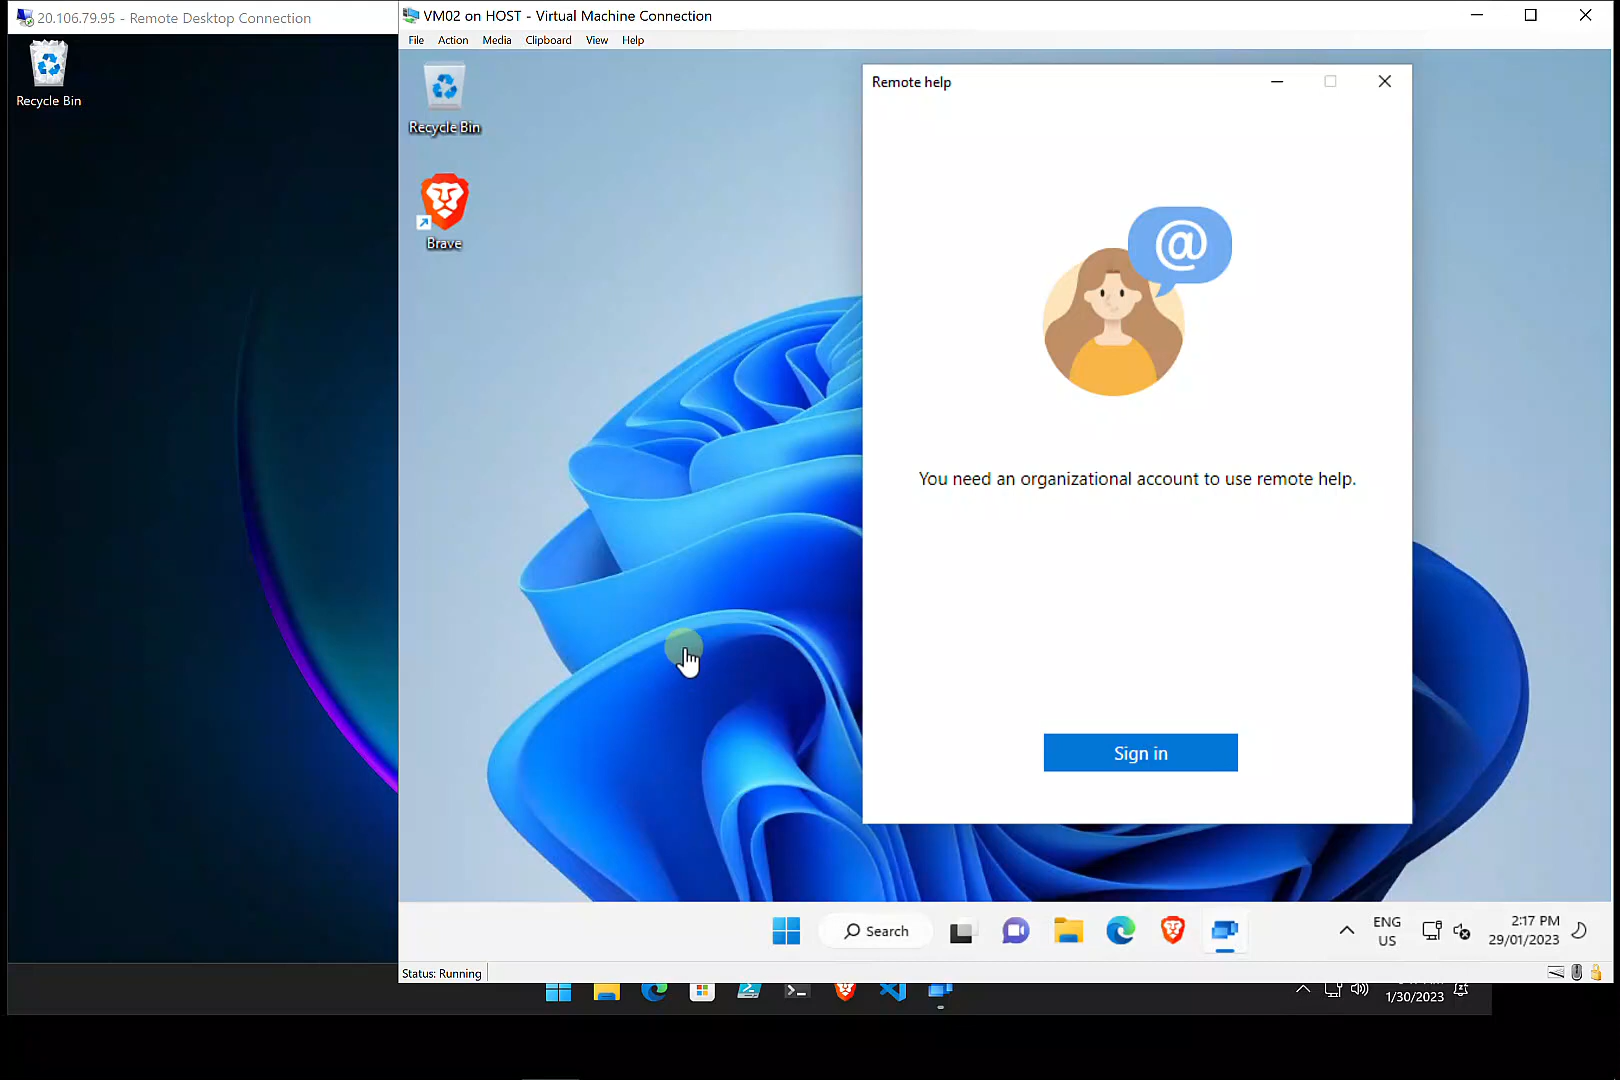 20.106.79.95 - Remote Desktop Connection
VM02 on HOST - Virtual Machine Connection
File Action Media Clipboard View Help
Recycle Bin
Recycle Bin
Brave
Remote help
@
You need an organizational account to use remote help.
Sign in
Search
ENG
US
2:17 PM
29/01/2023
Status: Running
1/30/2023